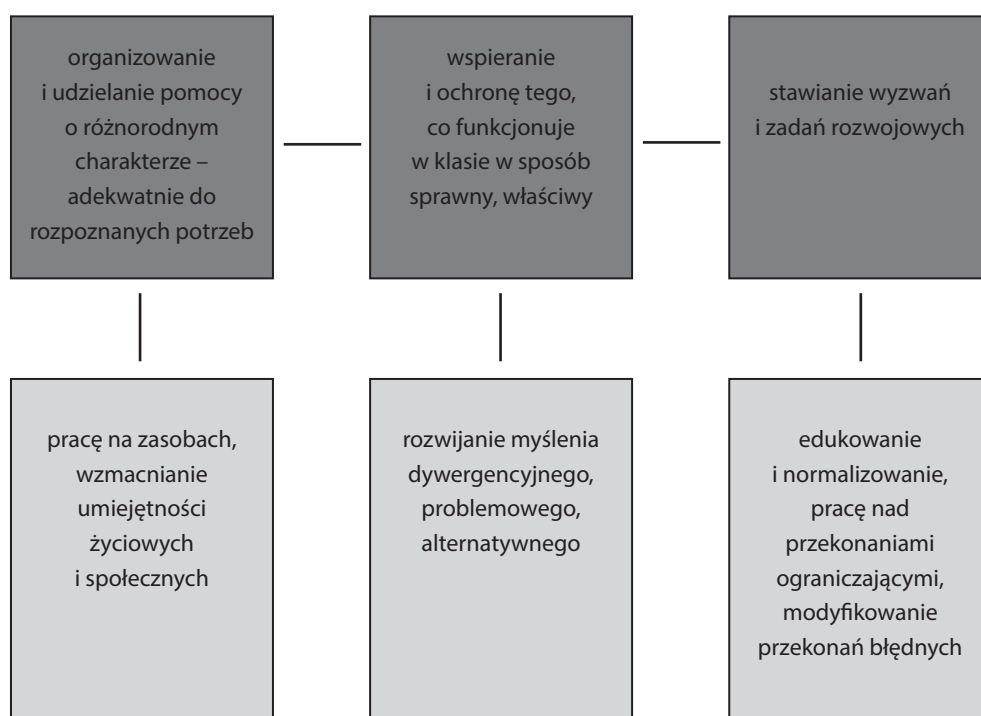 organizowanie
i udzielanie pomocy
o różnorodnym
charakterze –
adekwatnie do
rozpoznanych potrzeb
wspieranie
i ochronę tego,
co funkcjonuje
w klasie w sposób
sprawny, właściwy
stawianie wyzwań
i zadań rozwojowych
pracę na zasobach,
wzmacnianie
umiejętności
życiowych
i społecznych
rozwijanie myślenia
dywergencyjnego,
problemowego,
alternatywnego
edukowanie
i normalizowanie,
pracę nad
przekonaniami
ograniczającymi,
modyfikowanie
przekonań błędnych